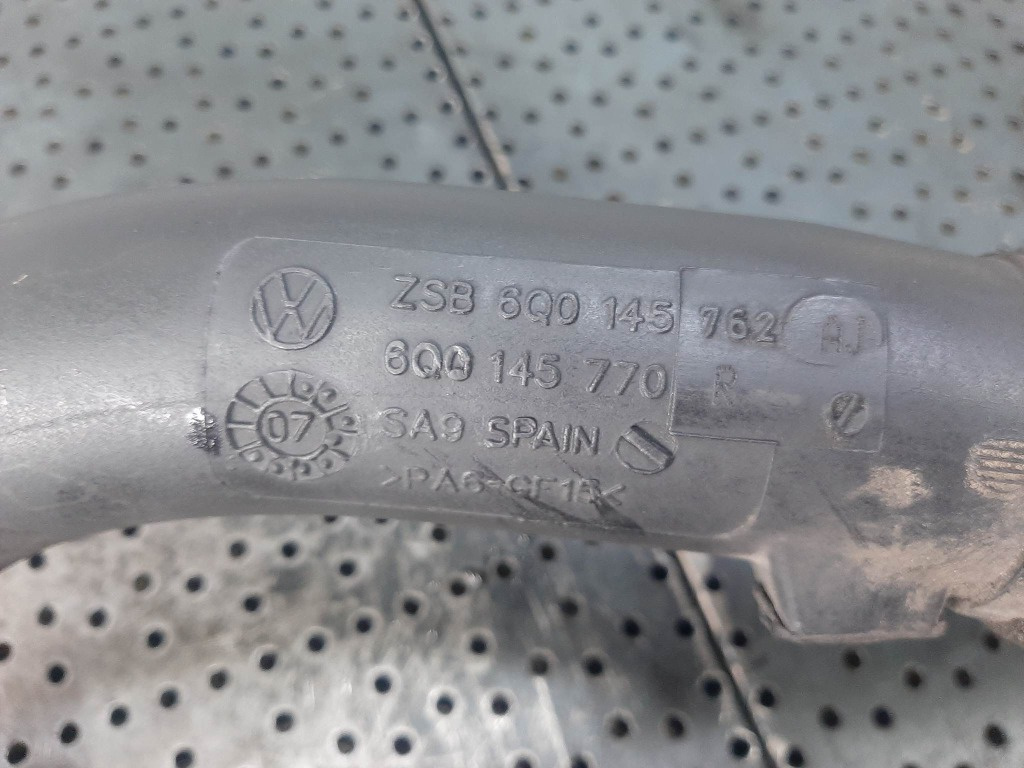 ZSB 6Q0 145 762 AJ
6Q0 145 770 R
07
SA9 SPAIN
>PA6-GF15<